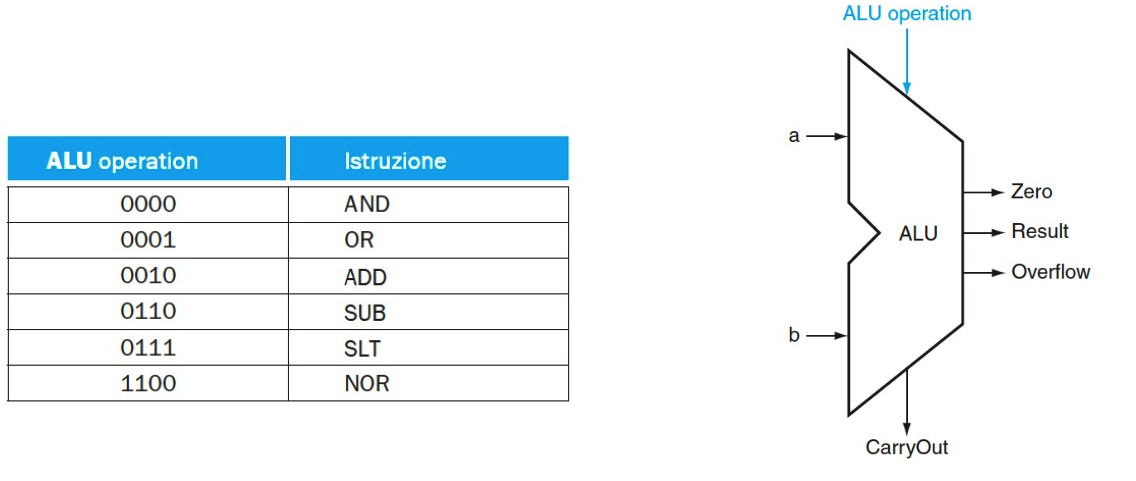 ALU operation Istruzione
0000 AND
0001 OR
0010 ADD
0110 SUB
0111 SLT
1100 NOR
ALU operation
a
Zero
ALU
Result
Overflow
b
CarryOut